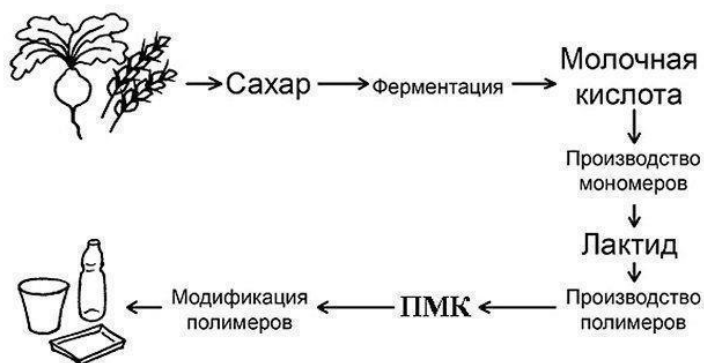 Сахар
Ферментация
Молочная
кислота
Производство
мономеров
Лактид
Производство
полимеров
ПМК
Модификация
полимеров